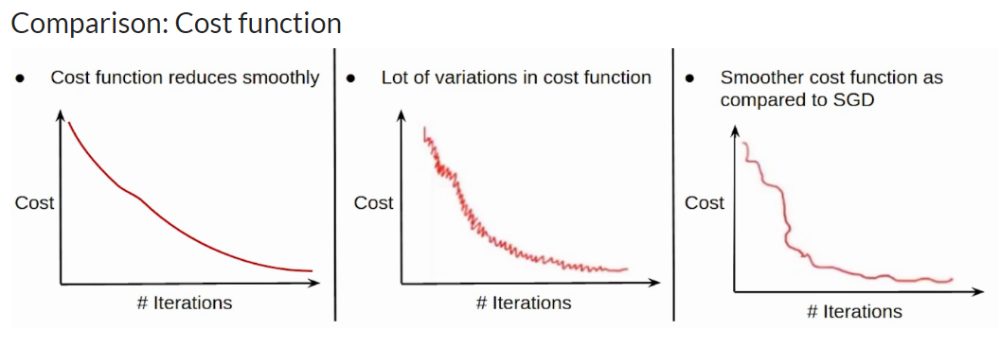 Comparison: Cost function
● Cost function reduces smoothly
Cost
# Iterations
● Lot of variations in cost function
Cost
# Iterations
● Smoother cost function as
compared to SGD
Cost
# Iterations